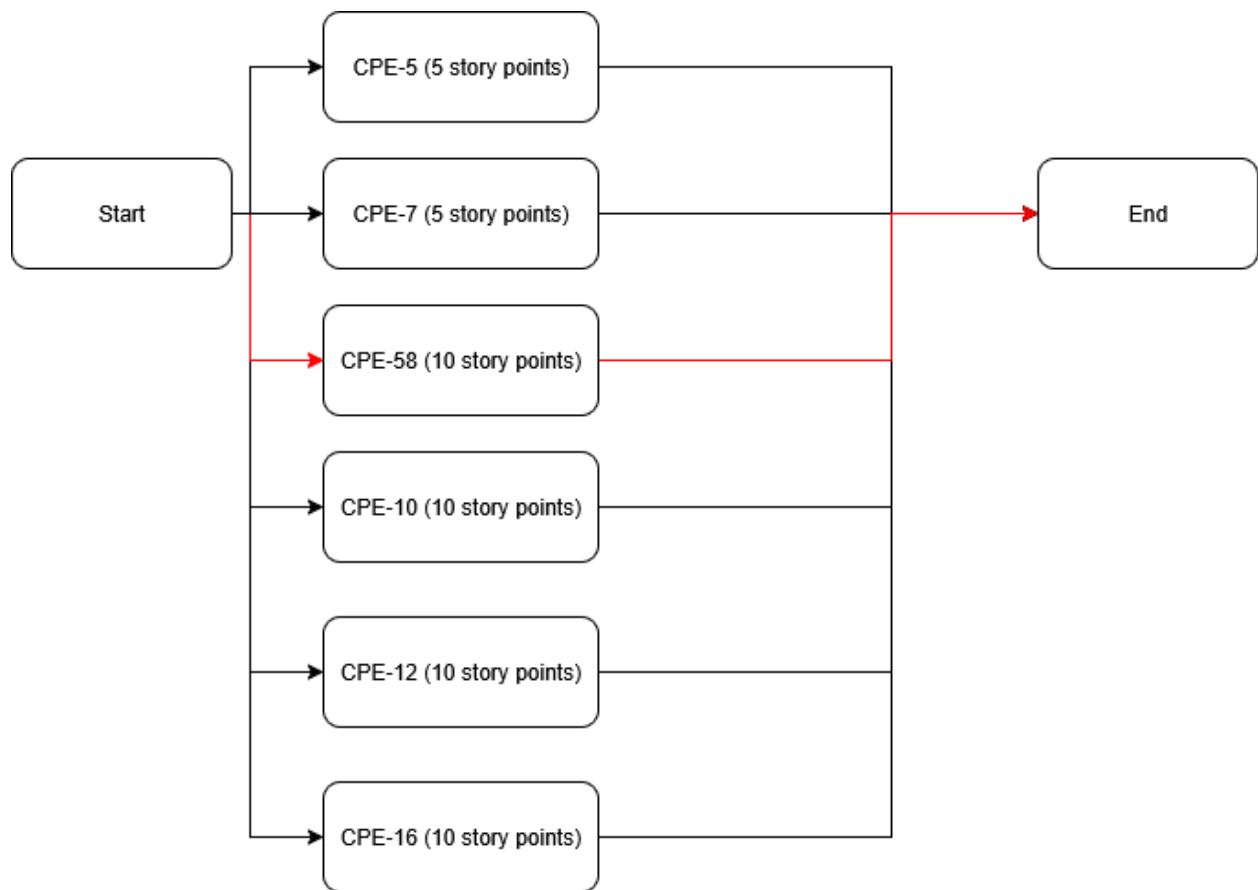 CPE-5 (5 story points)
Start
CPE-7 (5 story points)
End
CPE-58 (10 story points)
CPE-10 (10 story points)
CPE-12 (10 story points)
CPE-16 (10 story points)